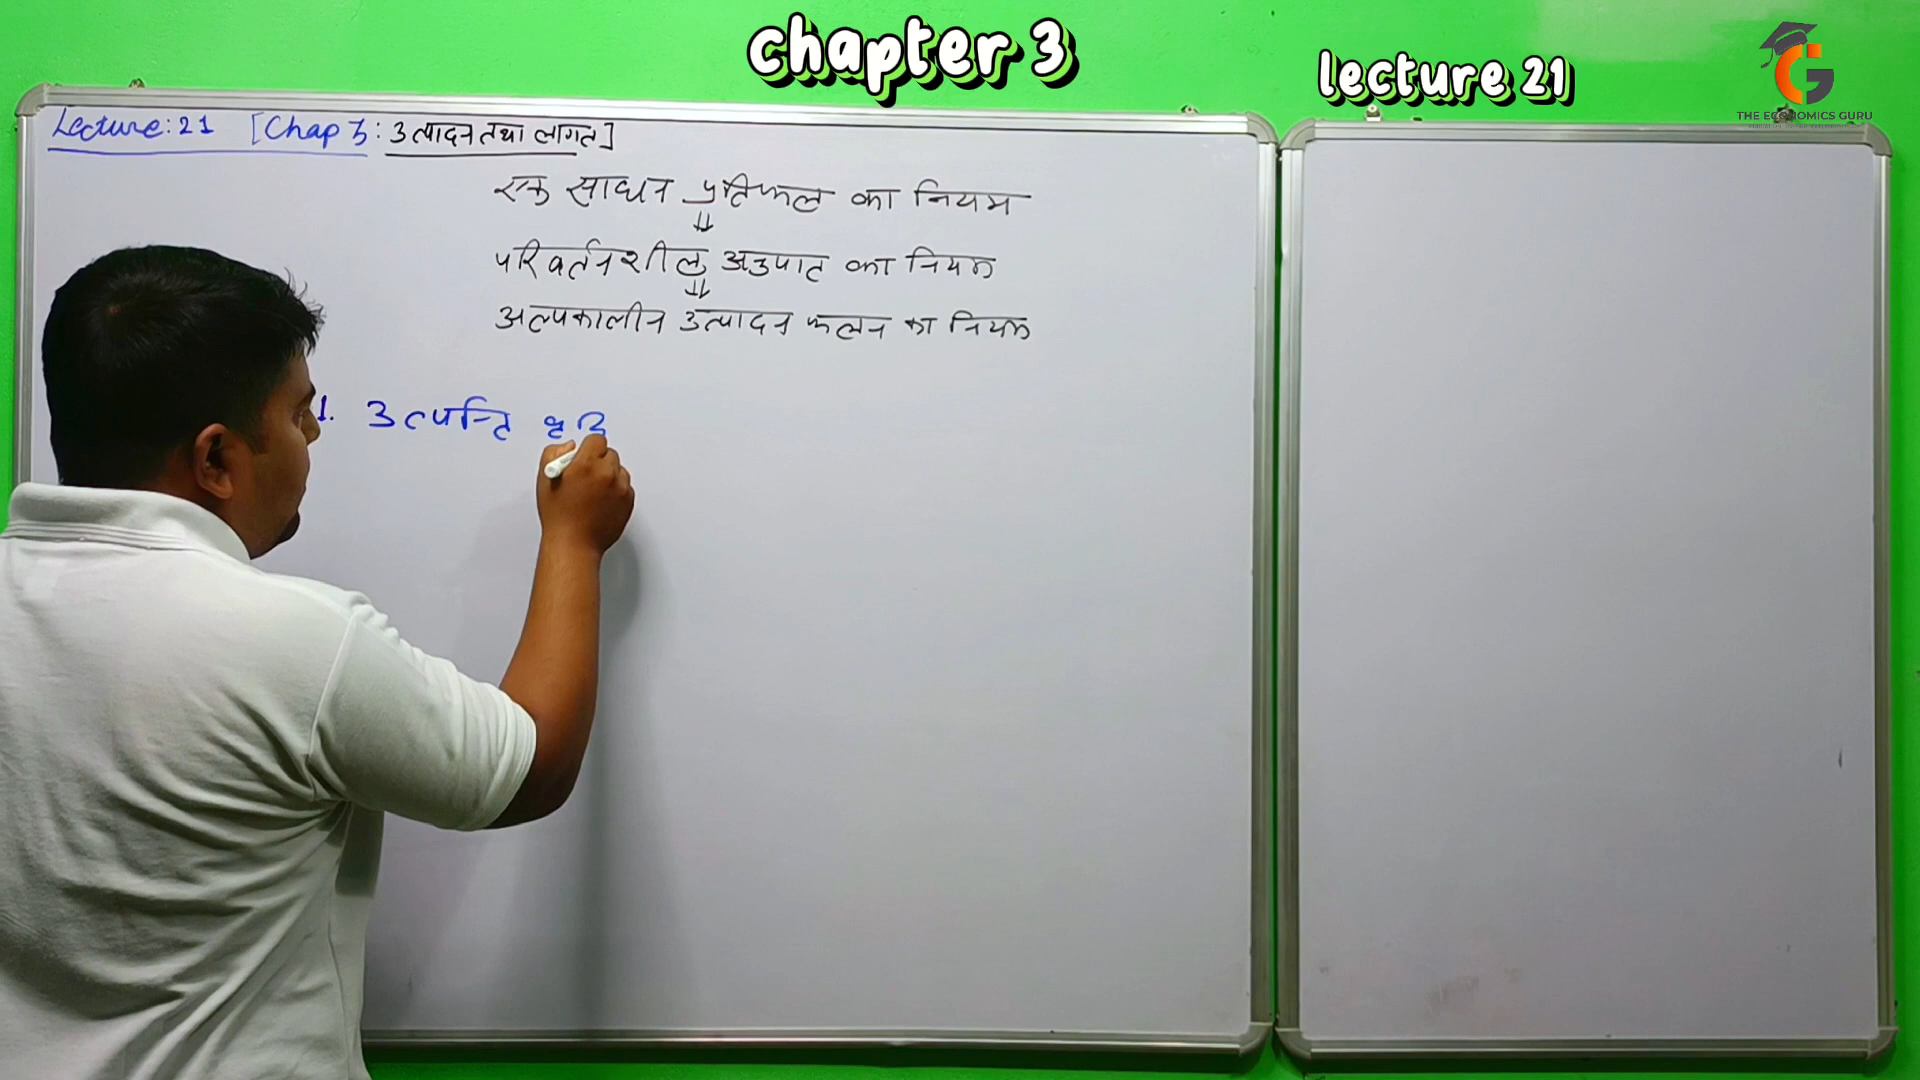 chapter 3
lecture 21
THE ECONOMICS GURU
Lecture: 21 [Chap 3: उत्पादन तथा लागत]
एक साधन प्रतिफल का नियम
⇓
परिवर्तनशील अनुपात का नियम
⇓
अल्पकालीन उत्पादन फलन का नियम
1. उत्पत्ति